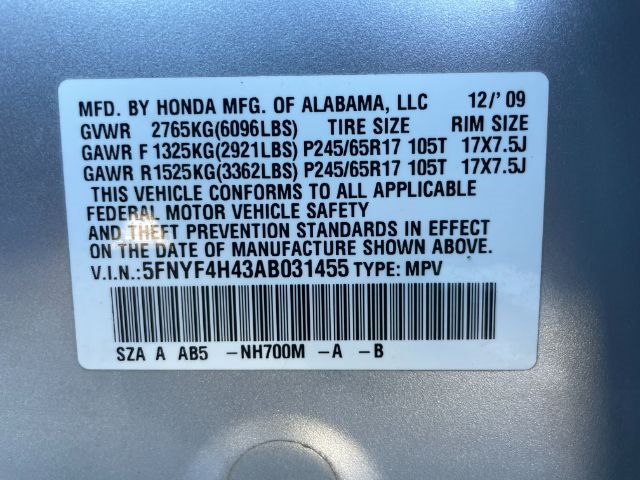 MFD. BY HONDA MFG. OF ALABAMA, LLC 12/'09
GVWR 2765KG(6096LBS) TIRE SIZE RIM SIZE
GAWR F 1325KG(2921LBS) P245/65R17 105T 17X7.5J
GAWR R1525KG(3362LBS) P245/65R17 105T 17X7.5J
THIS VEHICLE CONFORMS TO ALL APPLICABLE
FEDERAL MOTOR VEHICLE SAFETY
AND THEFT PREVENTION STANDARDS IN EFFECT
ON THE DATE OF MANUFACTURE SHOWN ABOVE.
V.I.N.:5FNYF4H43AB031455 TYPE: MPV
SZA A AB5 -NH700M -A -B